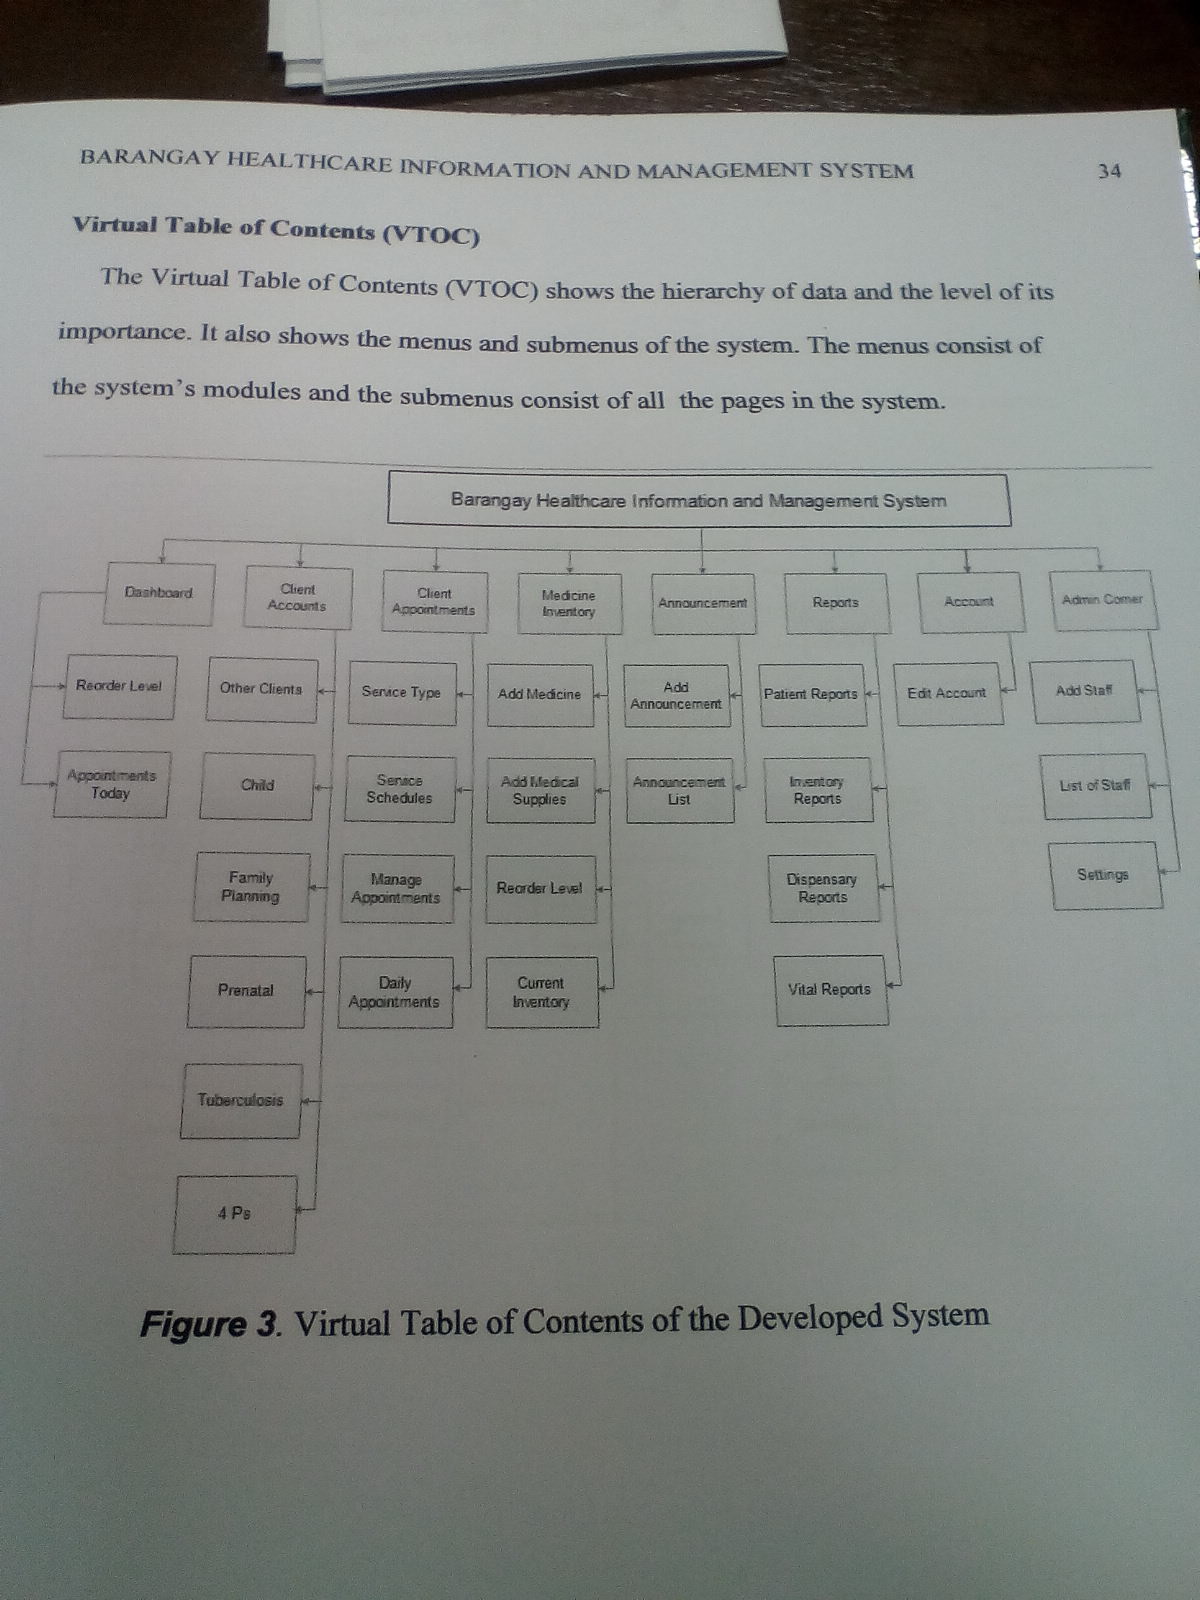 BARANGAY HEALTHCARE INFORMATION AND MANAGEMENT SYSTEM 34
Virtual Table of Contents (VTOC)
The Virtual Table of Contents (VTOC) shows the hierarchy of data and the level of its
importance. It also shows the menus and submenus of the system. The menus consist of
the system's modules and the submenus consist of all the pages in the system.
Barangay Healthcare Information and Management System
Dashboard
Client
Accounts
Client
Appointments
Medicine
Inventory
Announcement
Reports
Account
Admin Corner
Reorder Level
Other Clients
Service Type
Add Medicine
Add
Announcement
Patient Reports
Edit Account
Add Staff
Appointments
Today
Child
Service
Schedules
Add Medical
Supplies
Announcement
List
Inventory
Reports
List of Staff
Family
Planning
Manage
Appointments
Reorder Level
Dispensary
Reports
Settings
Prenatal
Daily
Appointments
Current
Inventory
Vital Reports
Tuberculosis
4 Ps
Figure 3. Virtual Table of Contents of the Developed System